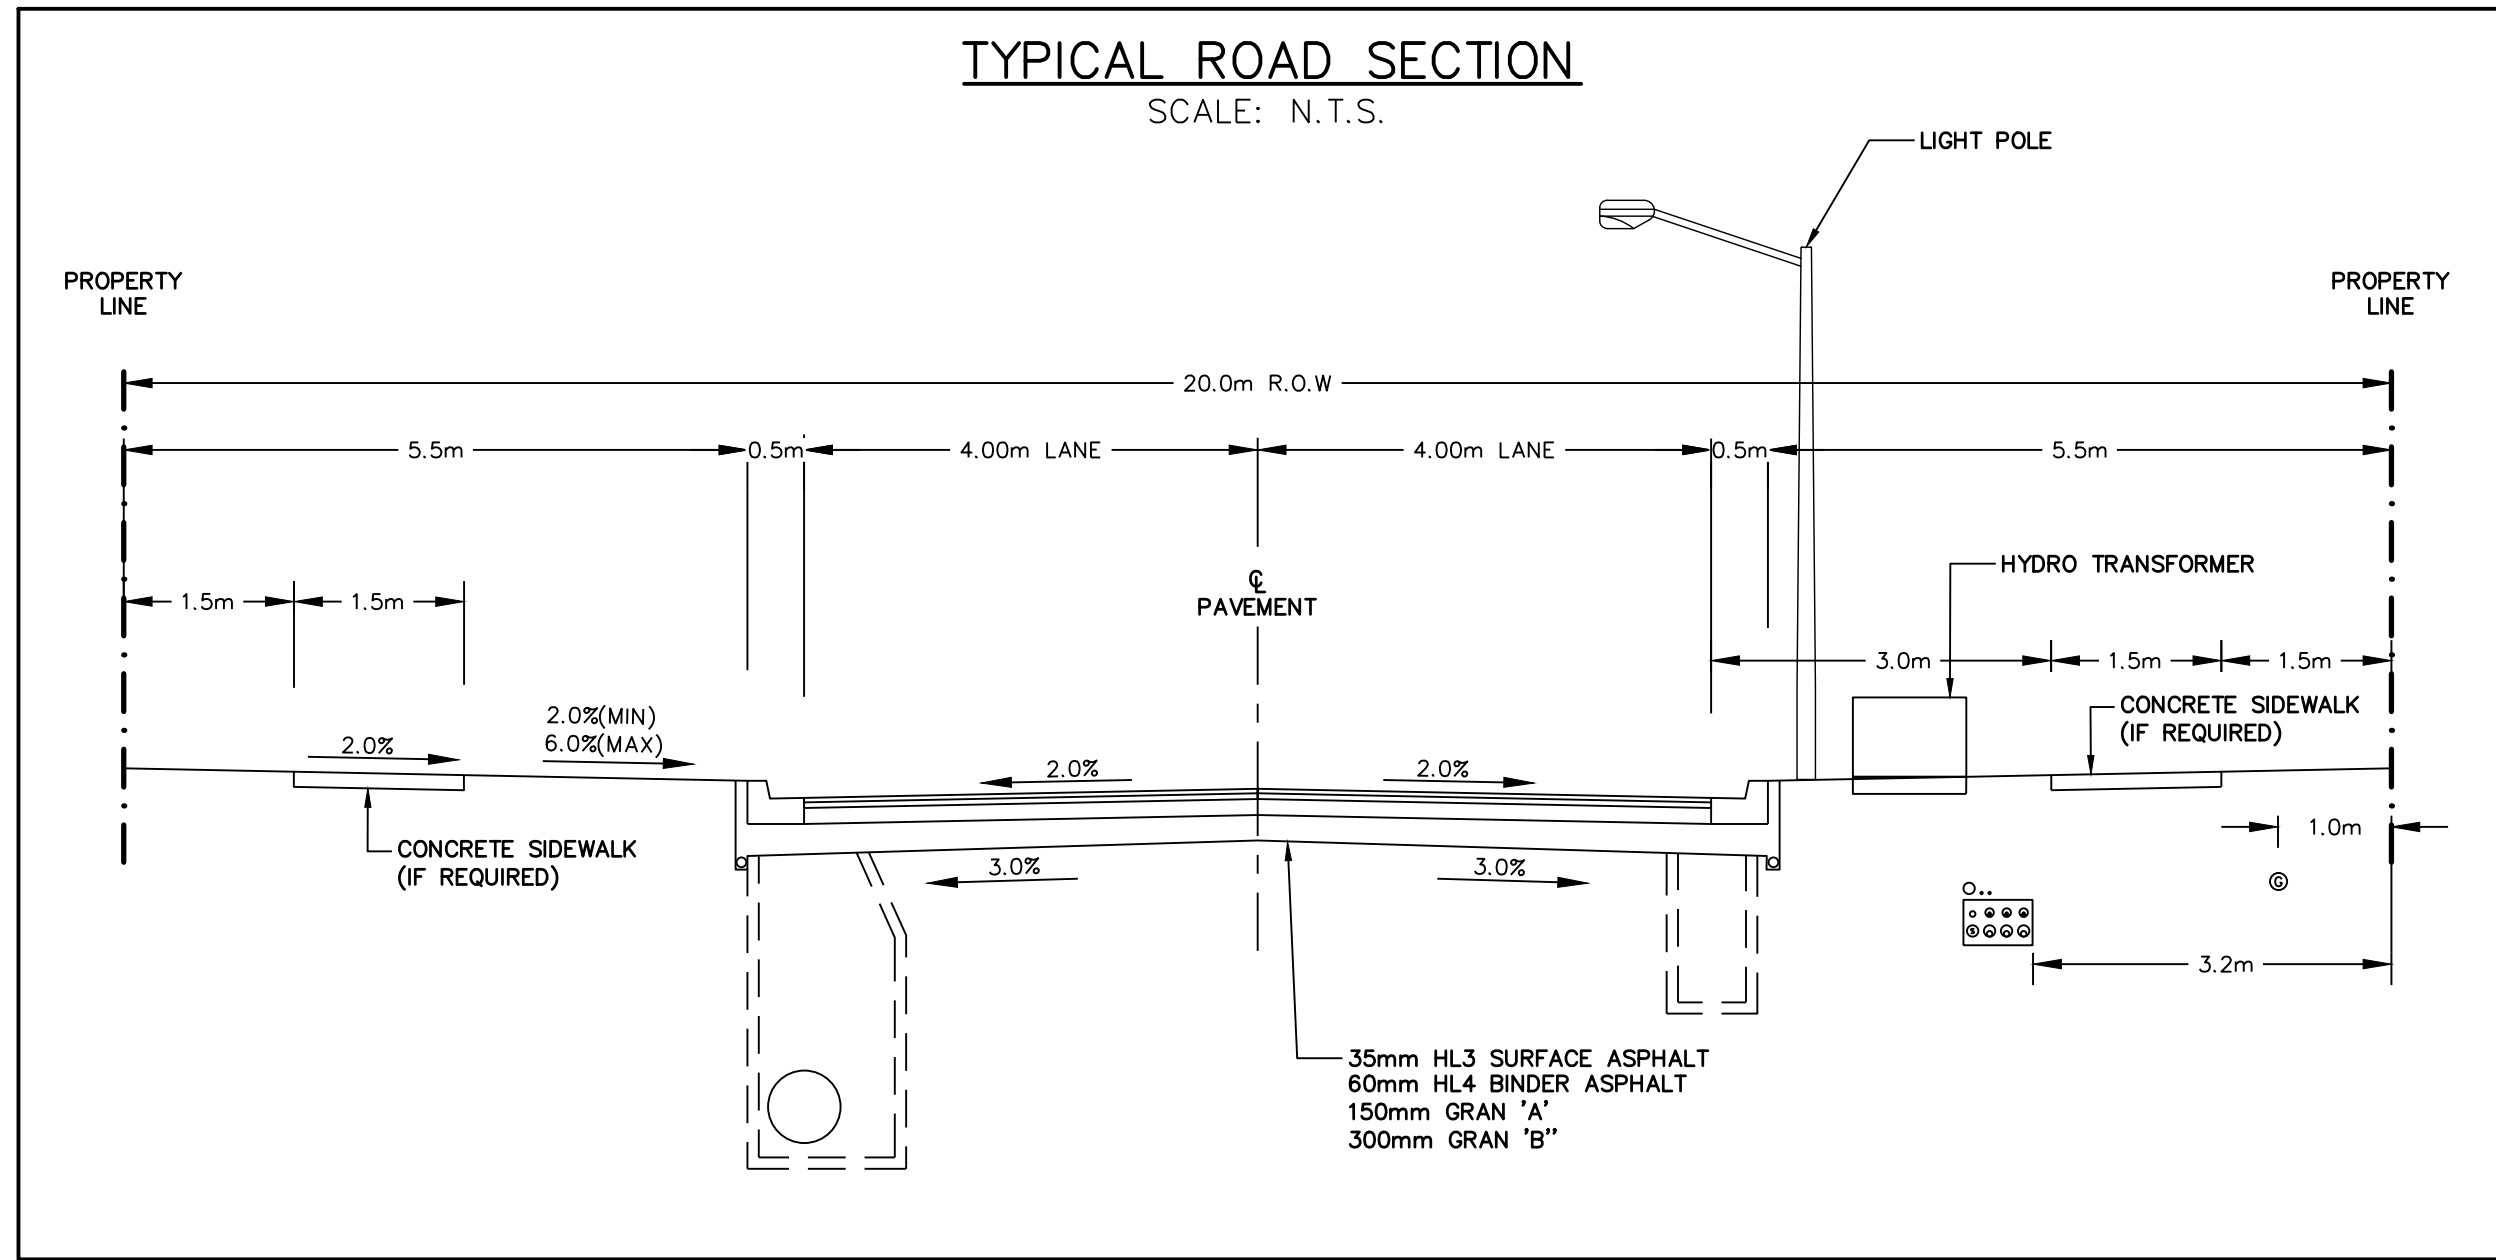 TYPICAL ROAD SECTION
SCALE: N.T.S.
LIGHT POLE
PROPERTY
LINE
PROPERTY
LINE
20.0m R.O.W
5.5m
0.5m
4.00m LANE
4.00m LANE
0.5m
5.5m
HYDRO TRANSFORMER
℄
PAVEMENT
1.5m
1.5m
3.0m
1.5m
1.5m
2.0%
2.0%(MIN)
6.0%(MAX)
2.0%
2.0%
CONCRETE SIDEWALK
(IF REQUIRED)
CONCRETE SIDEWALK
(IF REQUIRED)
3.0%
3.0%
1.0m
G
S
3.2m
35mm HL3 SURFACE ASPHALT
60mm HL4 BINDER ASPHALT
150mm GRAN 'A'
300mm GRAN 'B''